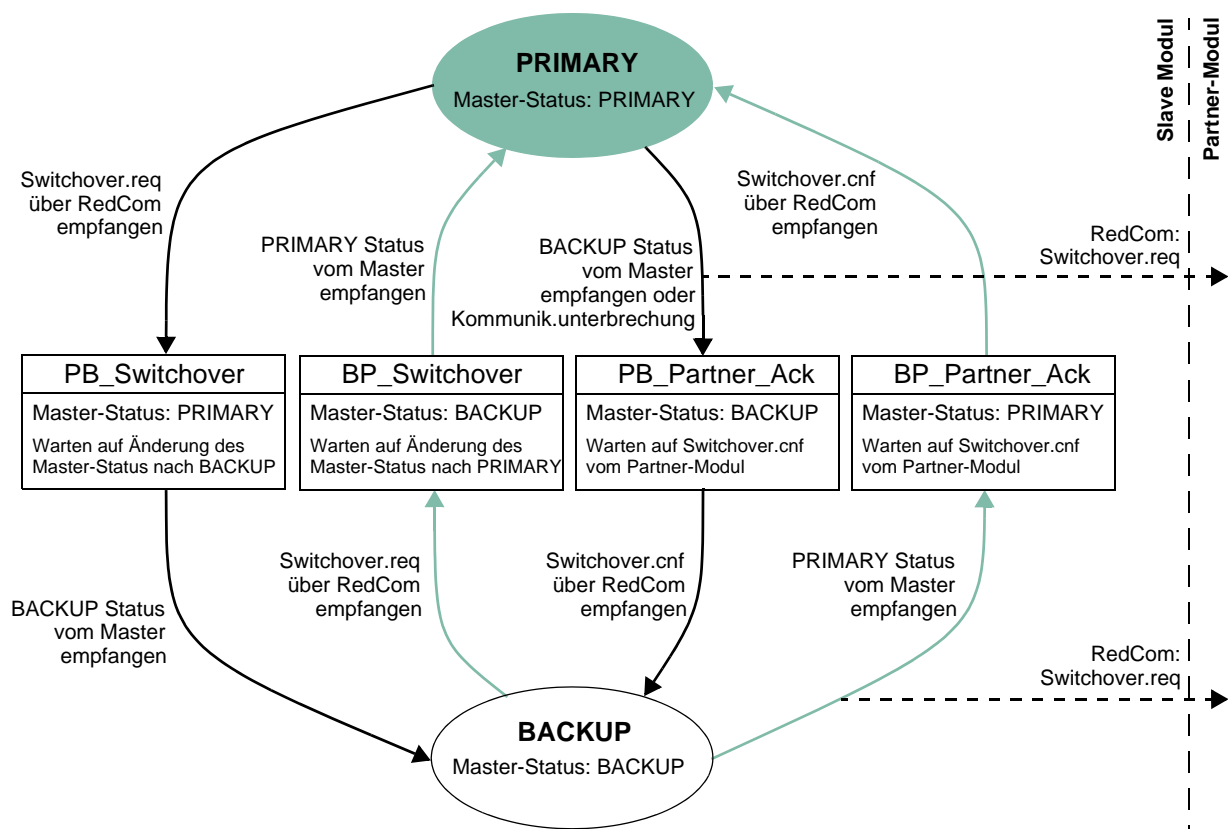 PRIMARY
Master-Status: PRIMARY
Slave Modul
Partner-Modul
Switchover.req
über RedCom
empfangen
PRIMARY Status
vom Master
empfangen
BACKUP Status
vom Master
empfangen oder
Kommunik.unterbrechung
Switchover.cnf
über RedCom
empfangen
RedCom:
Switchover.req
PB_Switchover
Master-Status: PRIMARY
Warten auf Änderung des
Master-Status nach BACKUP
BP_Switchover
Master-Status: BACKUP
Warten auf Änderung des
Master-Status nach PRIMARY
PB_Partner_Ack
Master-Status: BACKUP
Warten auf Switchover.cnf
vom Partner-Modul
BP_Partner_Ack
Master-Status: PRIMARY
Warten auf Switchover.cnf
vom Partner-Modul
BACKUP Status
vom Master
empfangen
Switchover.req
über RedCom
empfangen
Switchover.cnf
über RedCom
empfangen
PRIMARY Status
vom Master
empfangen
RedCom:
Switchover.req
BACKUP
Master-Status: BACKUP